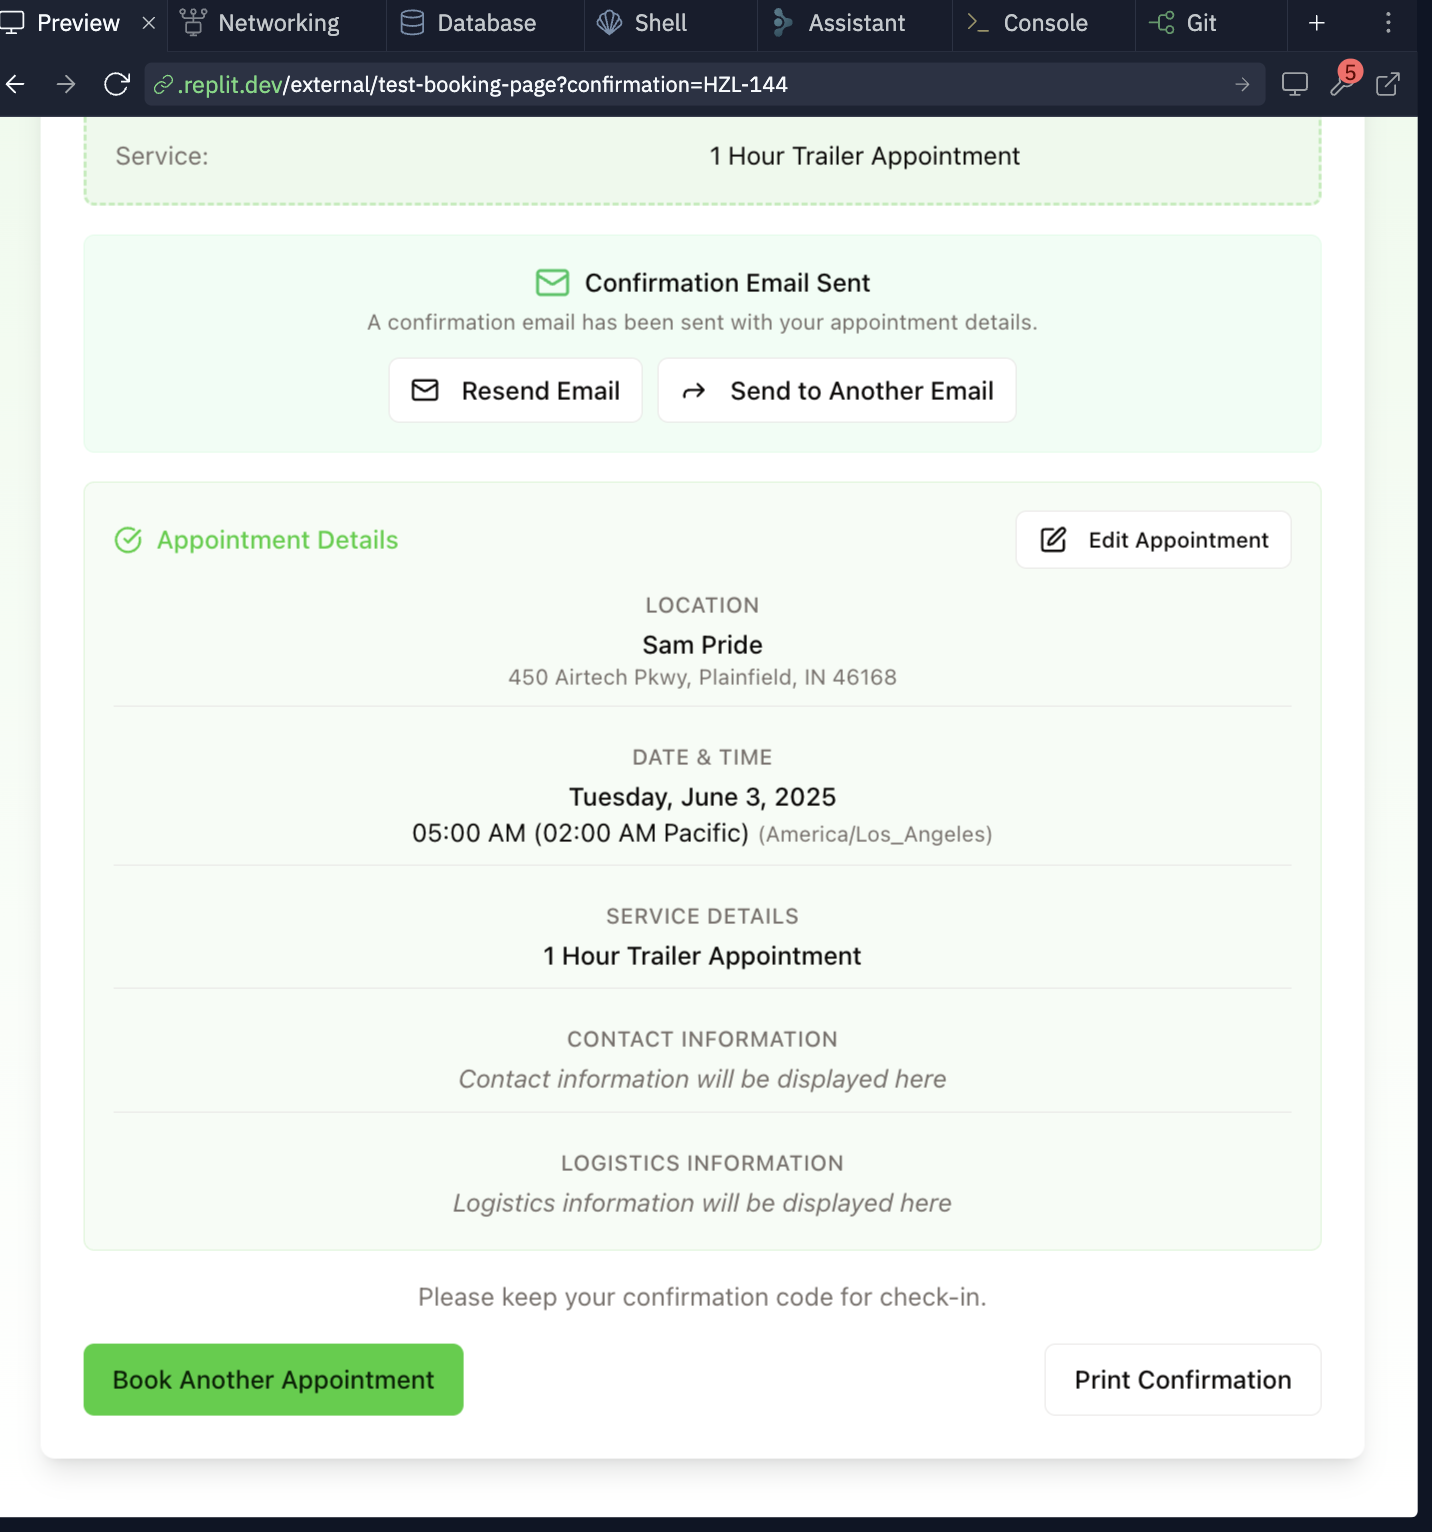 Preview
Networking
Database
Shell
Assistant
Console
Git
.replit.dev/external/test-booking-page?confirmation=HZL-144
5
Service:
1 Hour Trailer Appointment
Confirmation Email Sent
A confirmation email has been sent with your appointment details.
Resend Email
Send to Another Email
Appointment Details
Edit Appointment
LOCATION
Sam Pride
450 Airtech Pkwy, Plainfield, IN 46168
DATE & TIME
Tuesday, June 3, 2025
05:00 AM (02:00 AM Pacific) (America/Los_Angeles)
SERVICE DETAILS
1 Hour Trailer Appointment
CONTACT INFORMATION
Contact information will be displayed here
LOGISTICS INFORMATION
Logistics information will be displayed here
Please keep your confirmation code for check-in.
Book Another Appointment
Print Confirmation